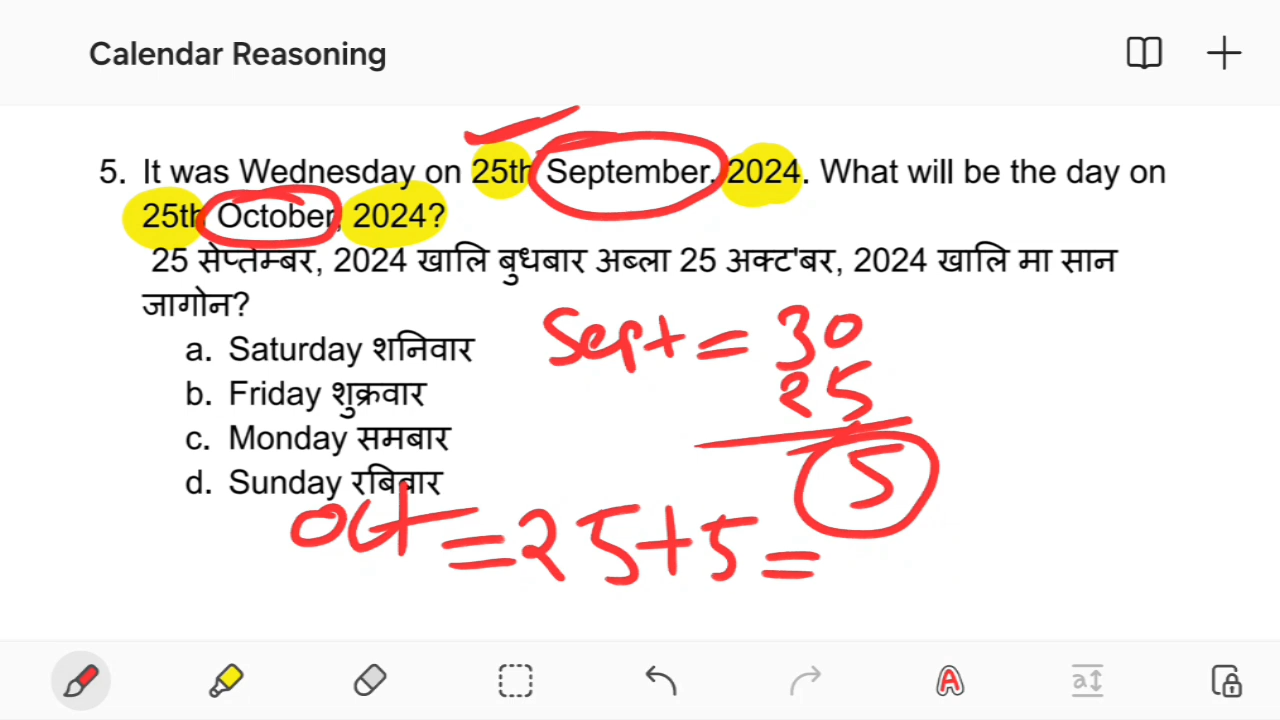 Calendar Reasoning
5. It was Wednesday on 25th September, 2024. What will be the day on
25th October, 2024?
25 सेप्तेम्बर, 2024 खालि बुधबार अब्ला 25 अक्ट'बर, 2024 खालि मा सान
जागोन?
a. Saturday शनिवार
b. Friday शुक्रवार
c. Monday समबार
d. Sunday रबिवार
Sept = 30
25
5
Oct = 25+5=
A
a